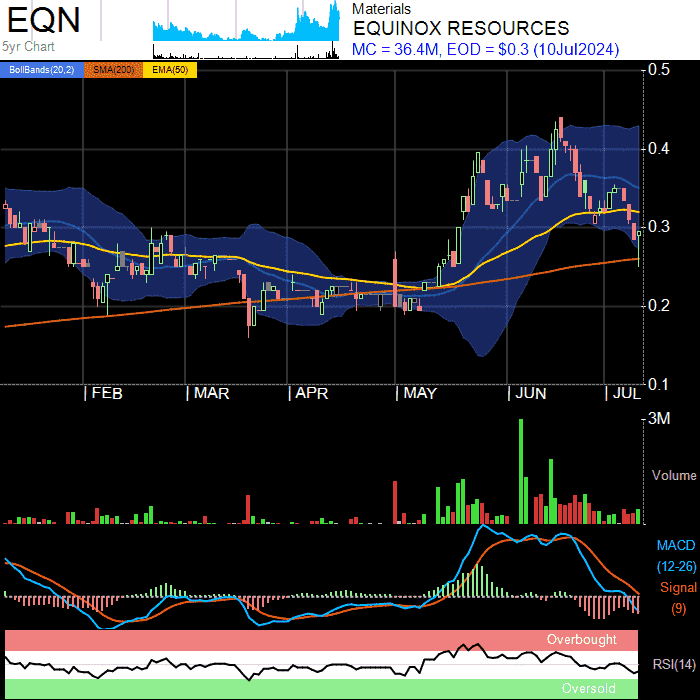 EQN
5yr Chart
Materials
EQUINOX RESOURCES
MC = 36.4M, EOD = $0.3 (10Jul2024)
BollBands(20,2) SMA(200) EMA(50)
0.5
0.4
0.3
0.2
0.1
FEB MAR APR MAY JUN JUL
3M
Volume
MACD
(12-26)
Signal
(9)
Overbought
RSI(14)
Oversold